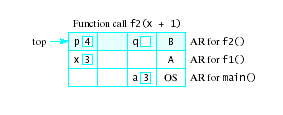 Function call f2(x + 1)
top p 4 q B AR for f2()
x 3 A AR for f1()
a 3 OS AR for main()